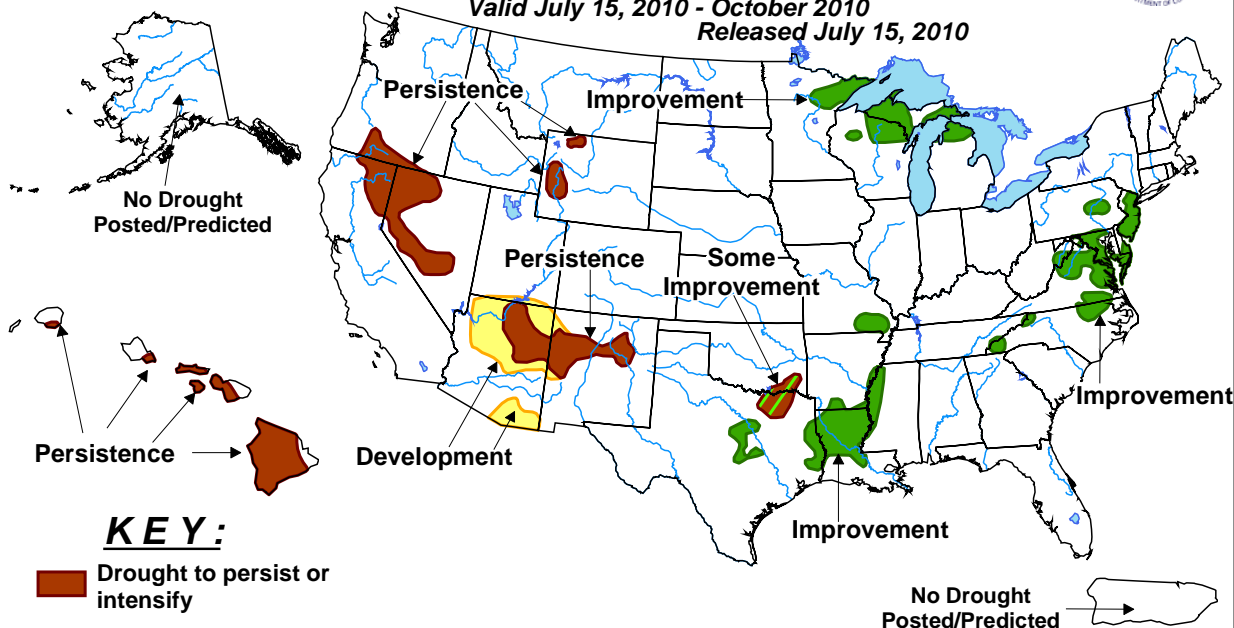 Valid July 15, 2010 - October 2010
Released July 15, 2010
Persistence
Improvement
No Drought
Posted/Predicted
Persistence
Some
Improvement
Persistence
Development
Improvement
Improvement
KEY:
Drought to persist or
intensify
No Drought
Posted/Predicted